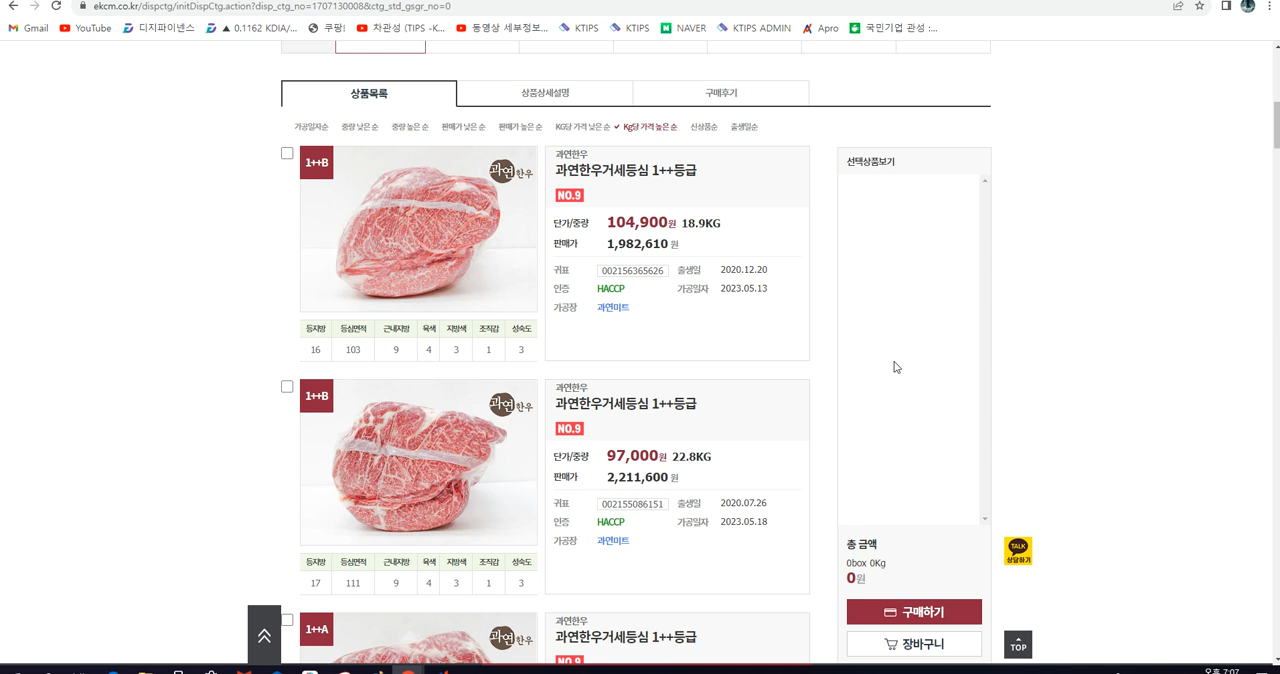 ekcm.co.kr/dispctg/initDispCtg.action?disp_ctg_no=1707130008&ctg_std_gsgr_no=0
Gmail YouTube 디지파이넨스 ▲ 0.1162 KDIA/... 쿠팡! 차관성 (TIPS -K... 동영상 세부정보... KTIPS KTIPS NAVER KTIPS ADMIN Apro 국민기업 관성 :...
상품목록 상품상세설명 구매후기
가공일자순 중량 낮은 순 중량 높은 순 판매가 낮은 순 판매가 높은 순 KG당 가격 낮은 순 ✔ Kg당 가격 높은 순 신상품순 출생일순
1++B
과연한우
과연한우
과연한우거세등심 1++등급
NO.9
단가/중량 104,900원 18.9KG
판매가 1,982,610 원
귀표 002156365626 출생일 2020.12.20
인증 HACCP 가공일자 2023.05.13
가공장 과연미트
등지방 등심면적 근내지방 육색 지방색 조직감 성숙도
16 103 9 4 3 1 3
1++B
과연한우
과연한우
과연한우거세등심 1++등급
NO.9
단가/중량 97,000원 22.8KG
판매가 2,211,600 원
귀표 002155086151 출생일 2020.07.26
인증 HACCP 가공일자 2023.05.18
가공장 과연미트
등지방 등심면적 근내지방 육색 지방색 조직감 성숙도
17 111 9 4 3 1 3
1++A
과연한우
과연한우
과연한우거세등심 1++등급
NO.9
선택상품보기
총 금액
0box 0Kg
0원
구매하기
장바구니
TALK
상담하기
TOP
오후 7:07